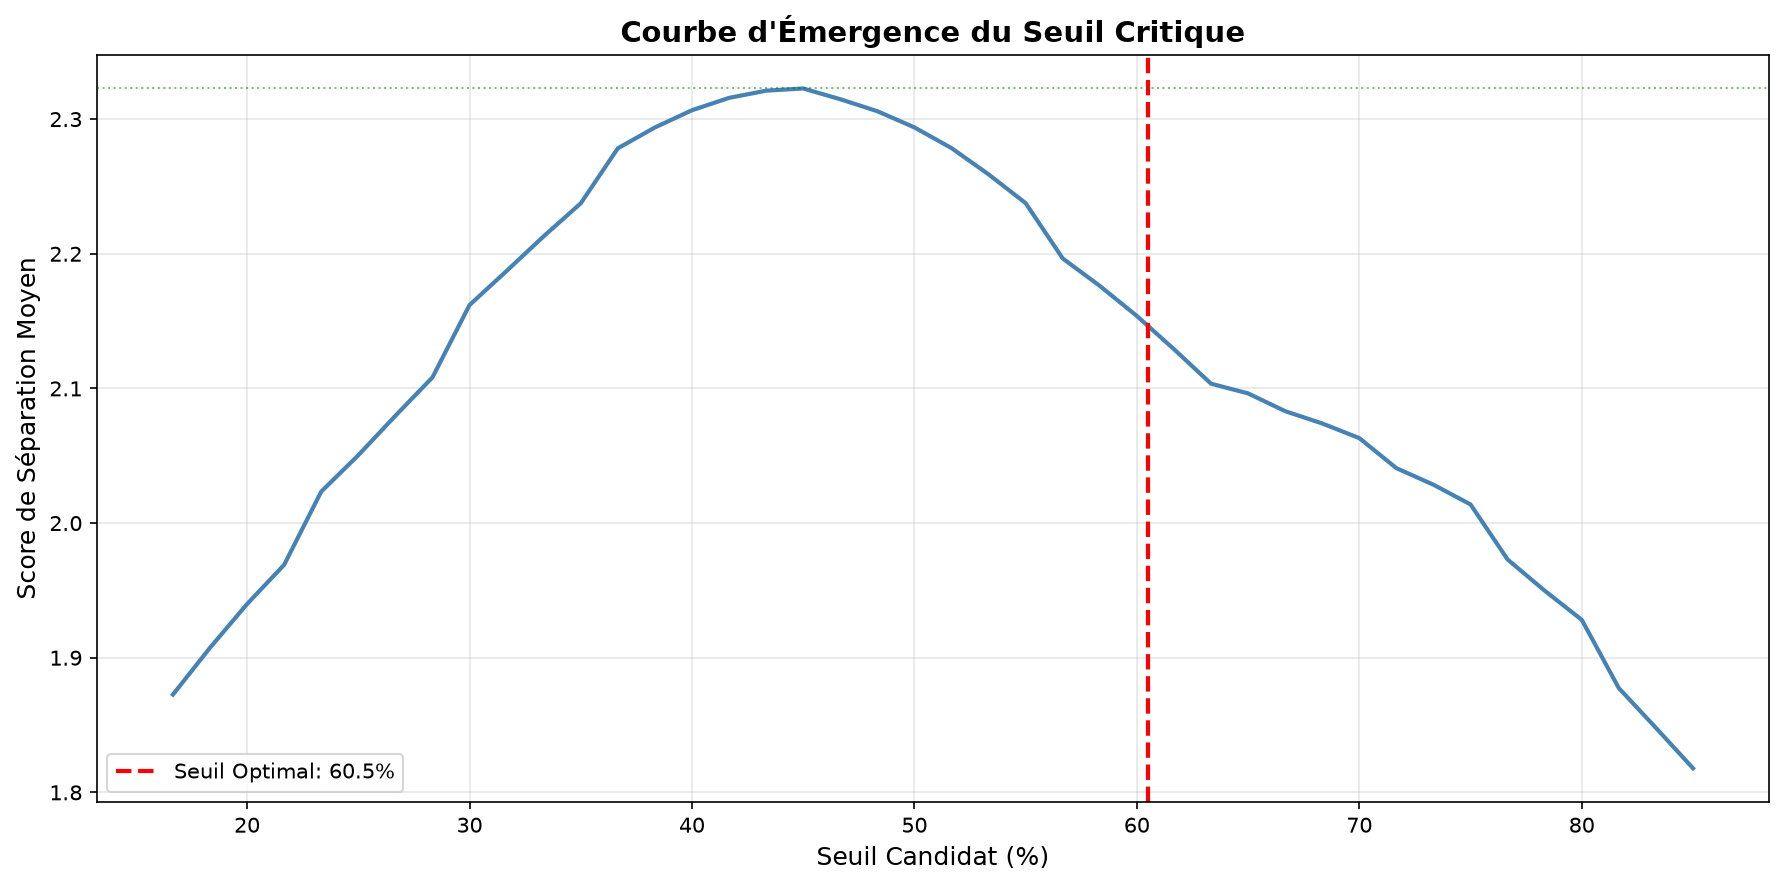 Courbe d'Émergence du Seuil Critique
Score de Séparation Moyen
2.3
2.2
2.1
2.0
1.9
1.8
Seuil Optimal: 60.5%
20 30 40 50 60 70 80
Seuil Candidat (%)